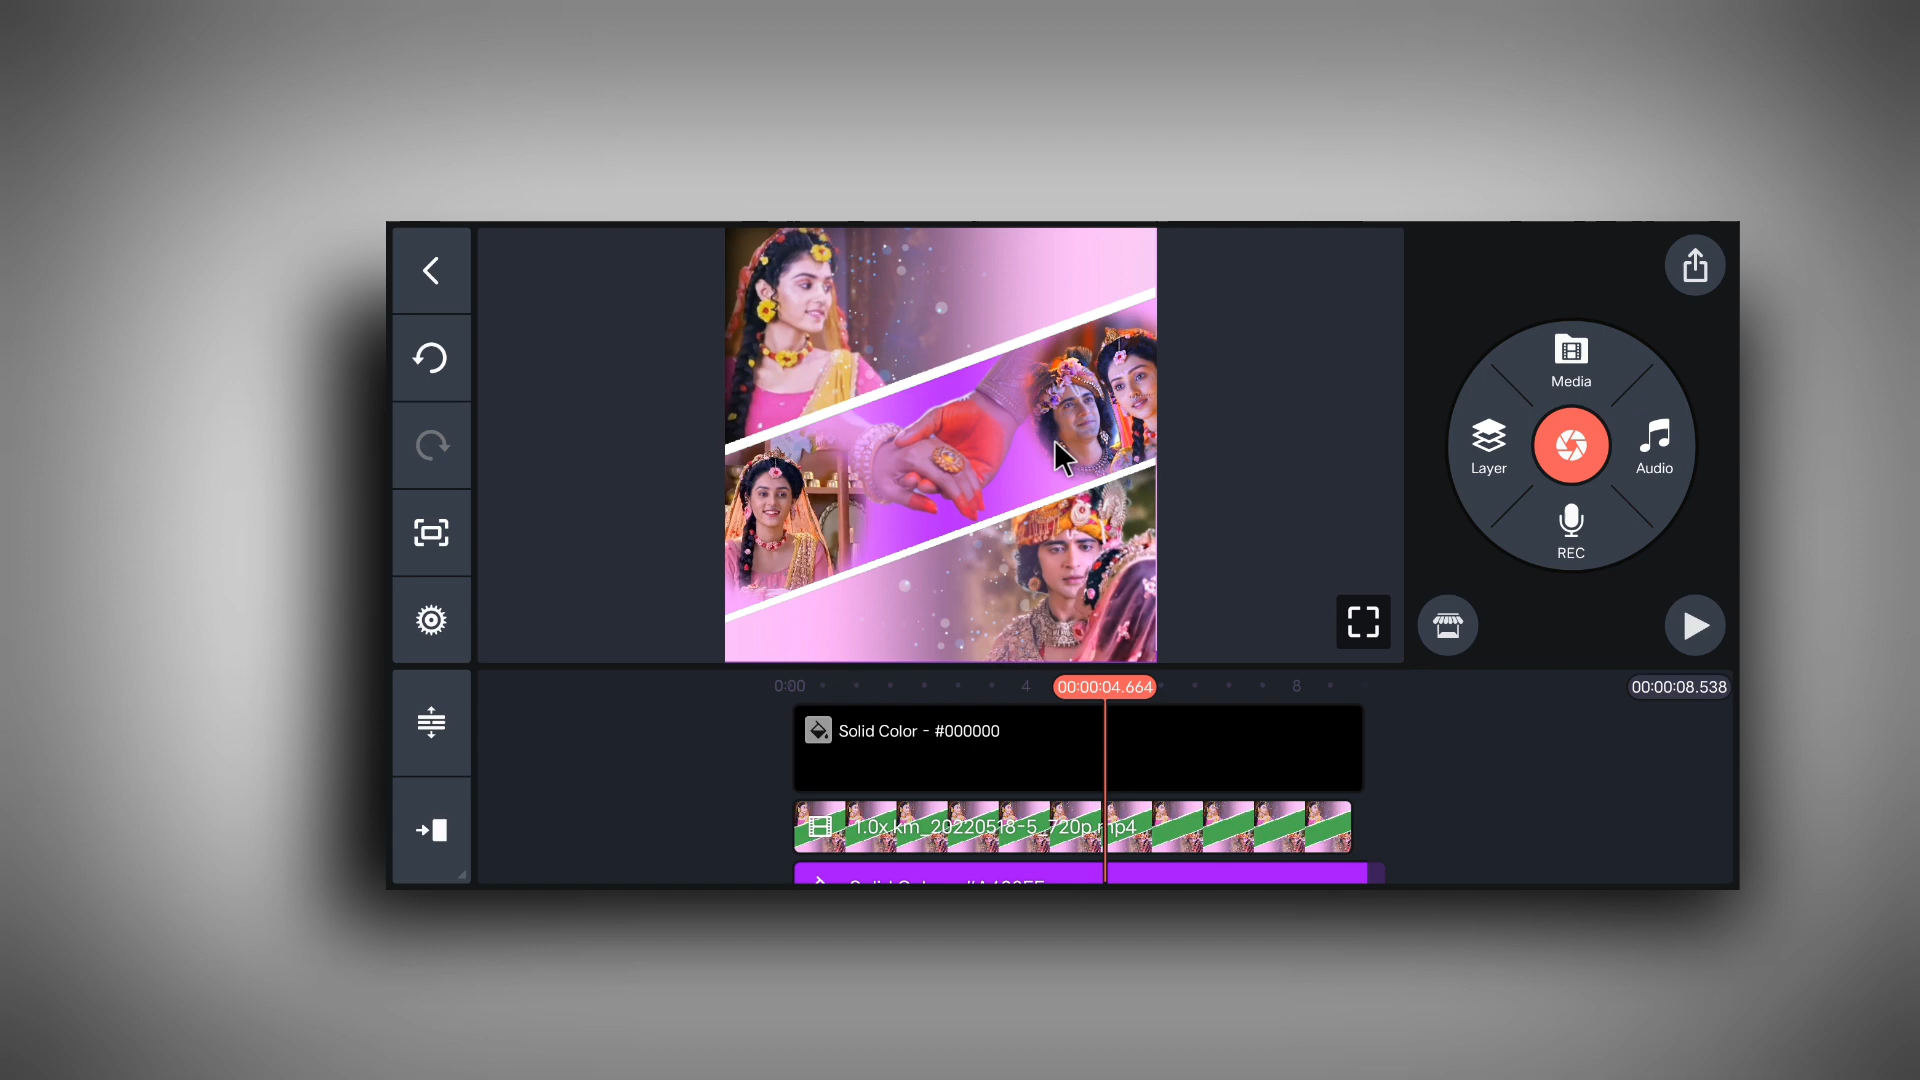 Media
Layer
Audio
REC
0:00
4
00:00:04.664
8
00:00:08.538
Solid Color - #000000
1.0x km_20220518-5_720p.mp4